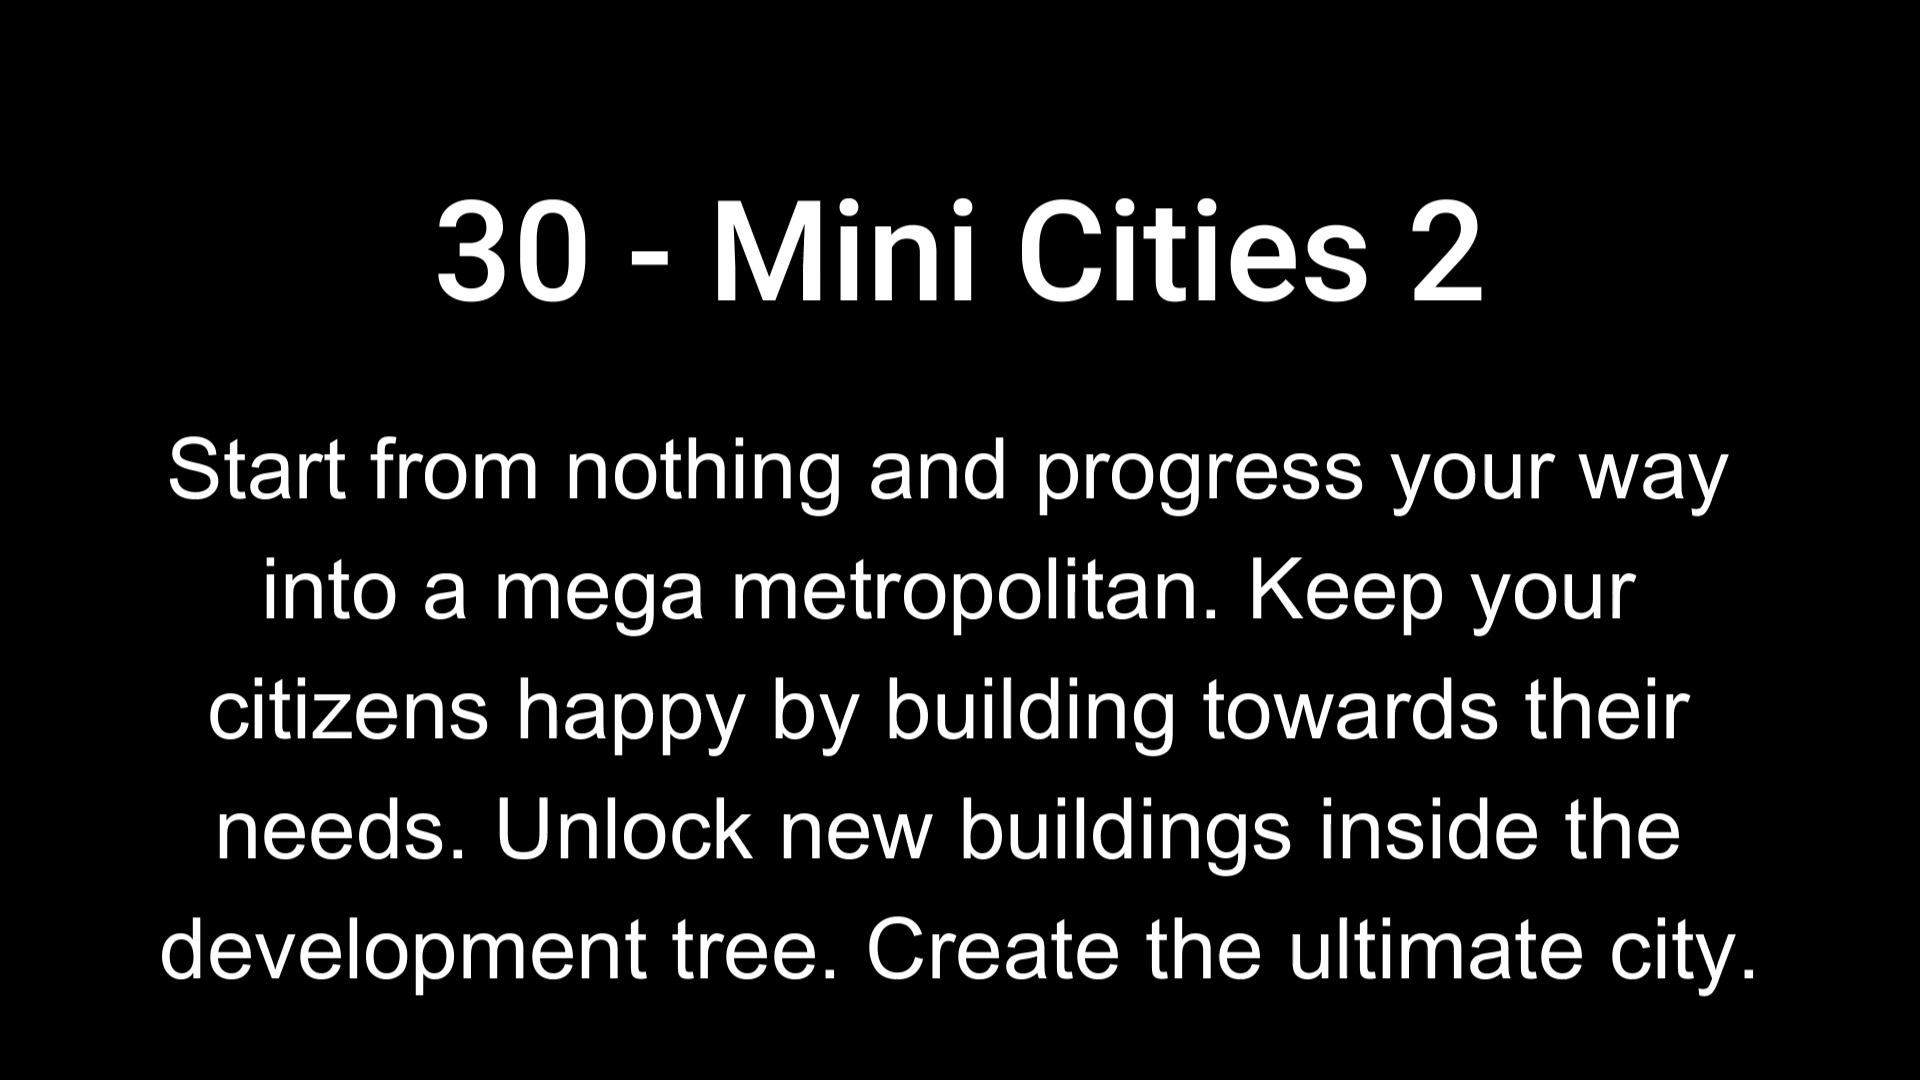 30 - Mini Cities 2
Start from nothing and progress your way
into a mega metropolitan. Keep your
citizens happy by building towards their
needs. Unlock new buildings inside the
development tree. Create the ultimate city.